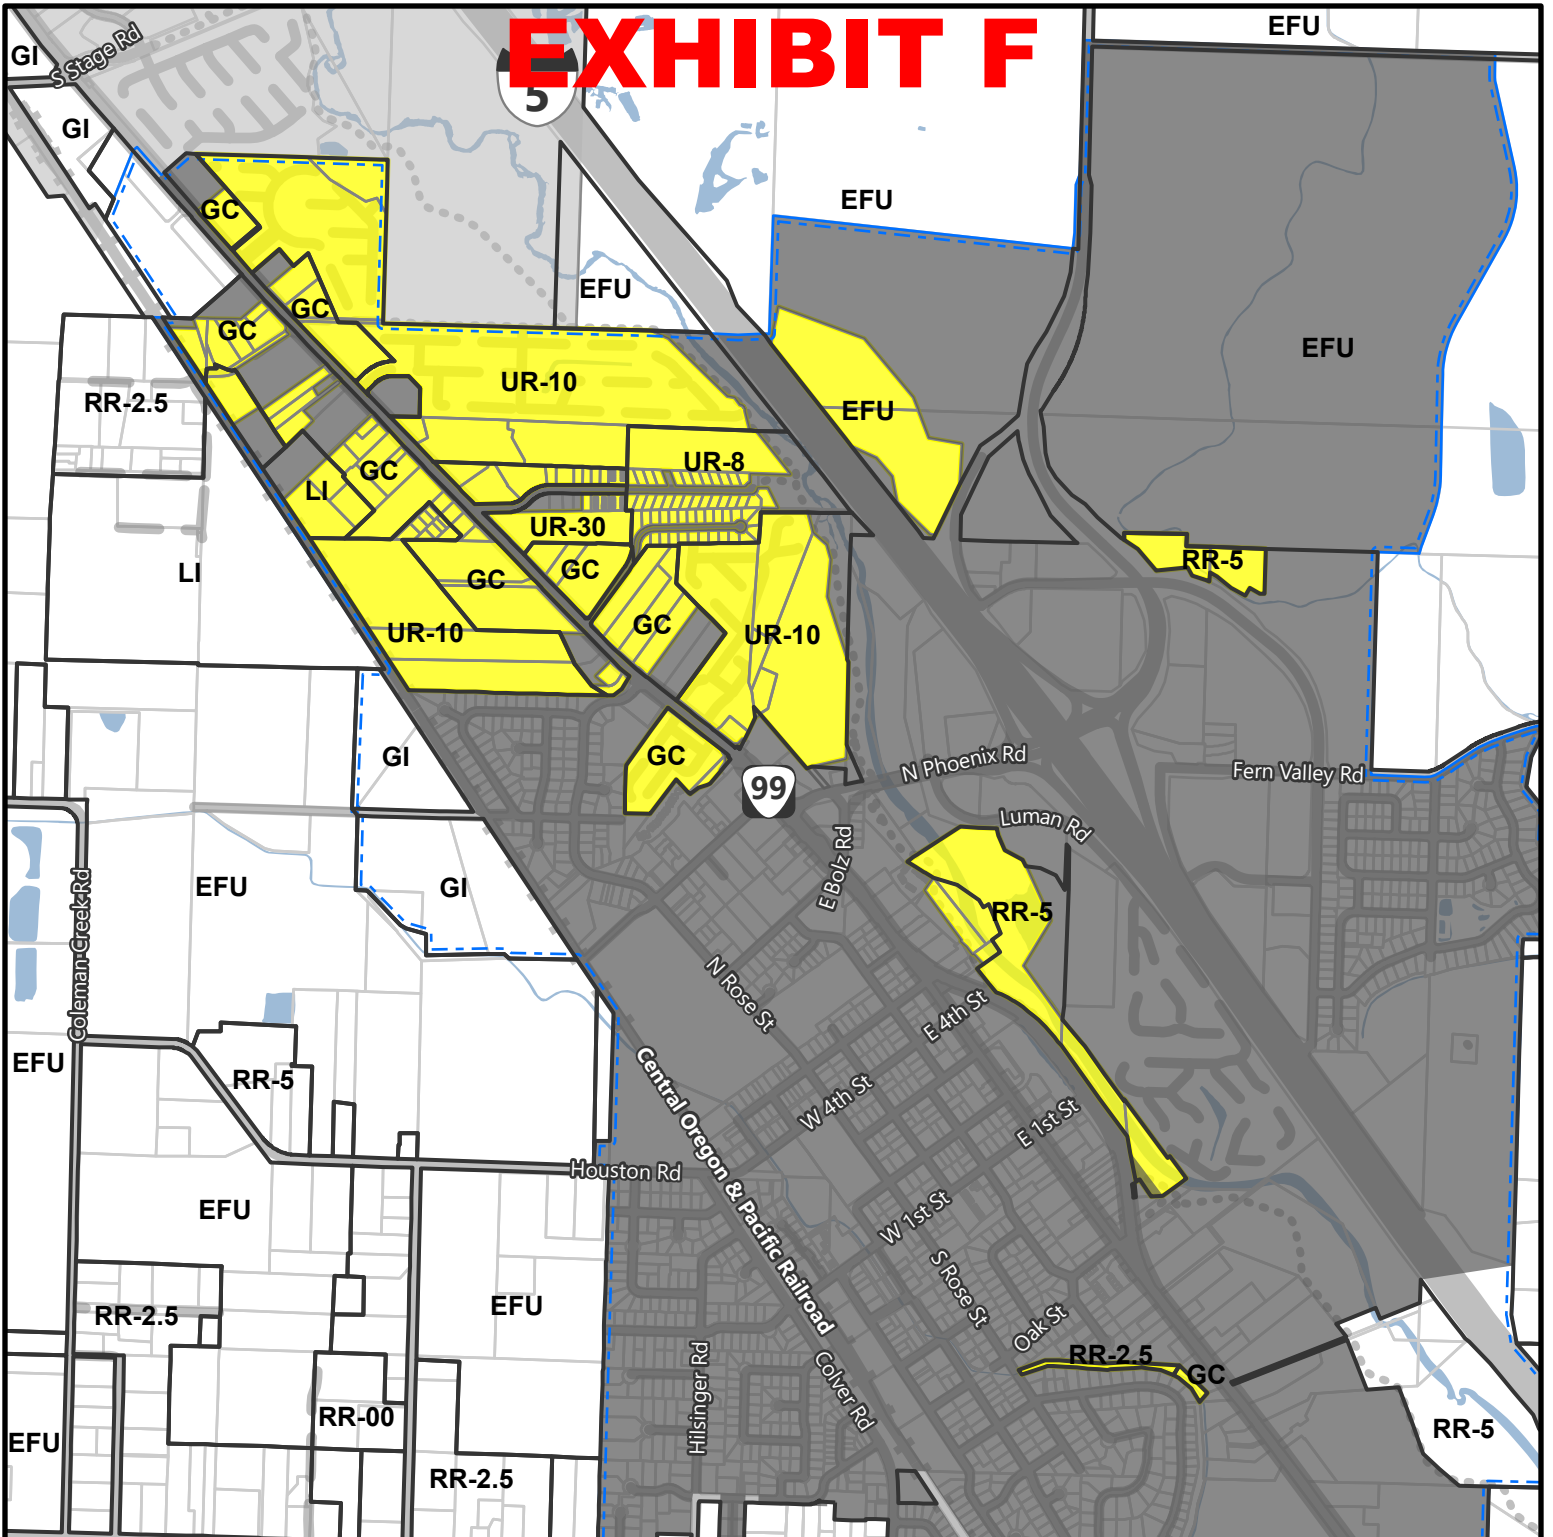 EXHIBIT F
EFU
GI
S Stage Rd
5
GI
EFU
GC
EFU
GC
GC
EFU
UR-10
RR-2.5
EFU
UR-8
GC
LI
UR-30
RR-5
GC
LI
GC
GC
UR-10
UR-10
GC
GI
N Phoenix Rd
Fern Valley Rd
99
Luman Rd
E Bolz Rd
EFU
GI
RR-5
Coleman Creek Rd
N Rose St
E 4th St
EFU
RR-5
Central Oregon & Pacific Railroad
W 4th St
E 1st St
Houston Rd
EFU
W 1st St
S Rose St
EFU
RR-2.5
Oak St
RR-2.5
GC
Hilsinger Rd
Colver Rd
RR-00
RR-5
EFU
RR-2.5